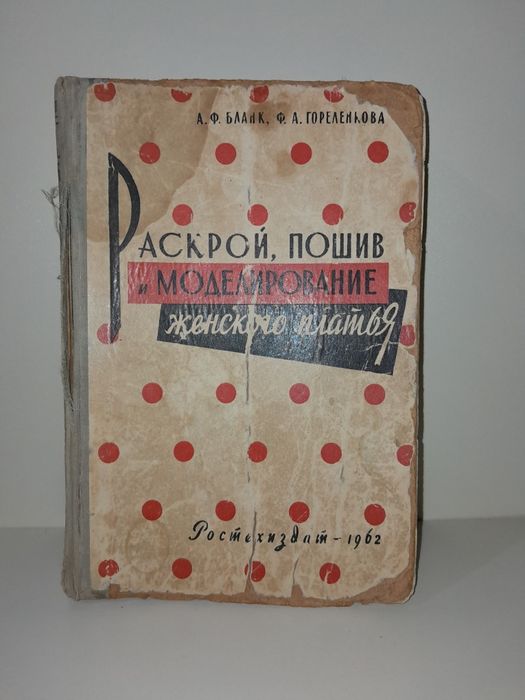 А.Ф. БЛАНК, Ф.А. ГОРЕЛЕНКОВА
РАСКРОЙ, ПОШИВ
И МОДЕЛИРОВАНИЕ
женского платья
Ростехиздат – 1962